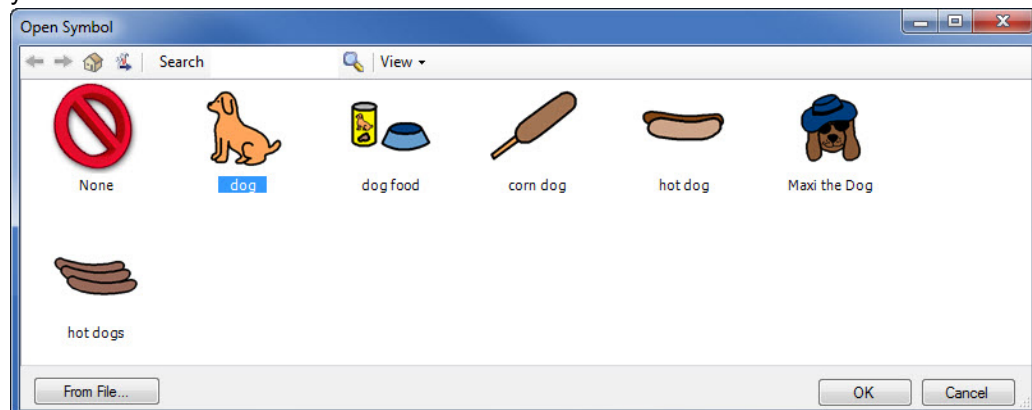 Open Symbol
Search View
None dog dog food corn dog hot dog Maxi the Dog
hot dogs
From File... OK Cancel